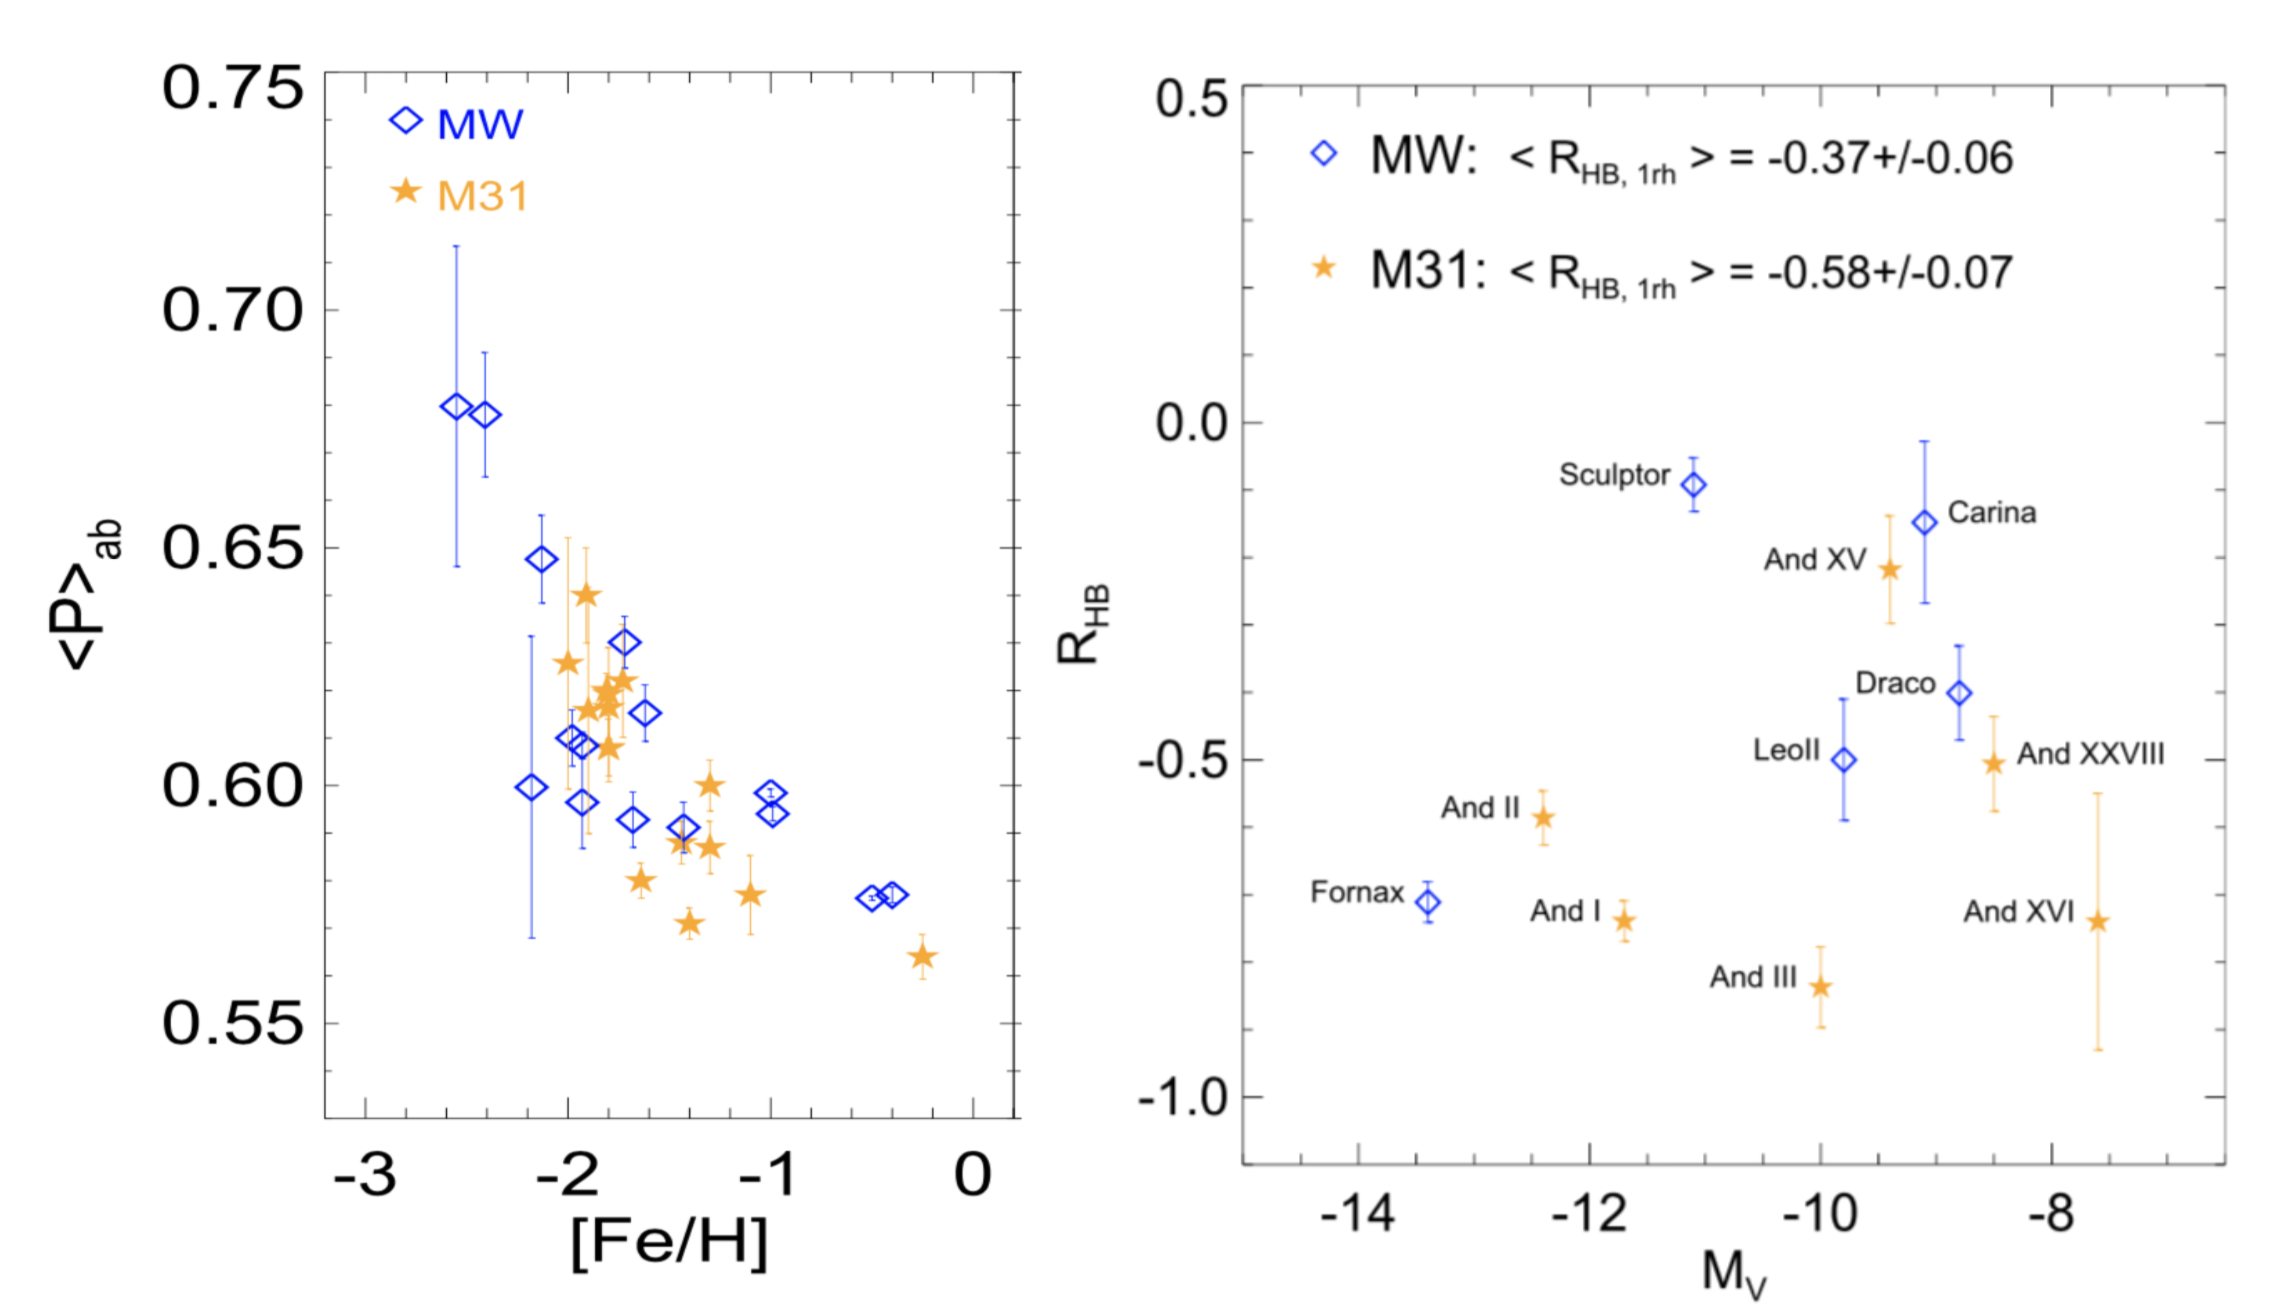 0.75
0.70
0.65
0.60
0.55
<P>ab
MW
M31
-3 -2 -1 0
[Fe/H]
0.5
0.0
-0.5
-1.0
RHB
MW: < RHB, 1rh > = -0.37+/-0.06
M31: < RHB, 1rh > = -0.58+/-0.07
Sculptor
Carina
And XV
Draco
LeoII
And XXVIII
And II
Fornax
And I
And XVI
And III
-14 -12 -10 -8
MV